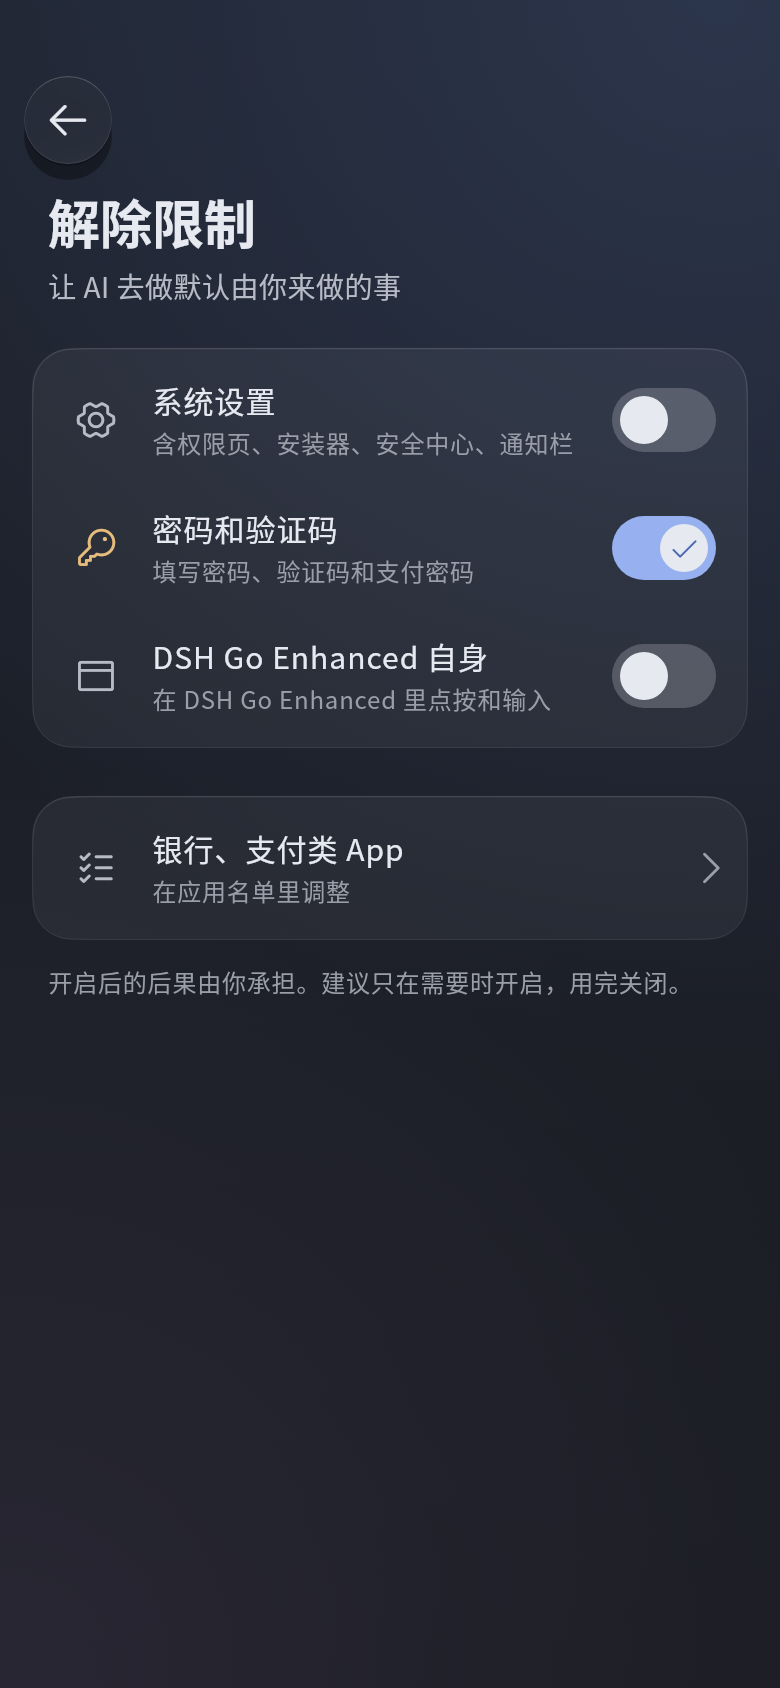 解除限制
让 AI 去做默认由你来做的事
系统设置
含权限页、安装器、安全中心、通知栏
密码和验证码
填写密码、验证码和支付密码
DSH Go Enhanced 自身
在 DSH Go Enhanced 里点按和输入
银行、支付类 App
在应用名单里调整
开启后的后果由你承担。建议只在需要时开启，用完关闭。